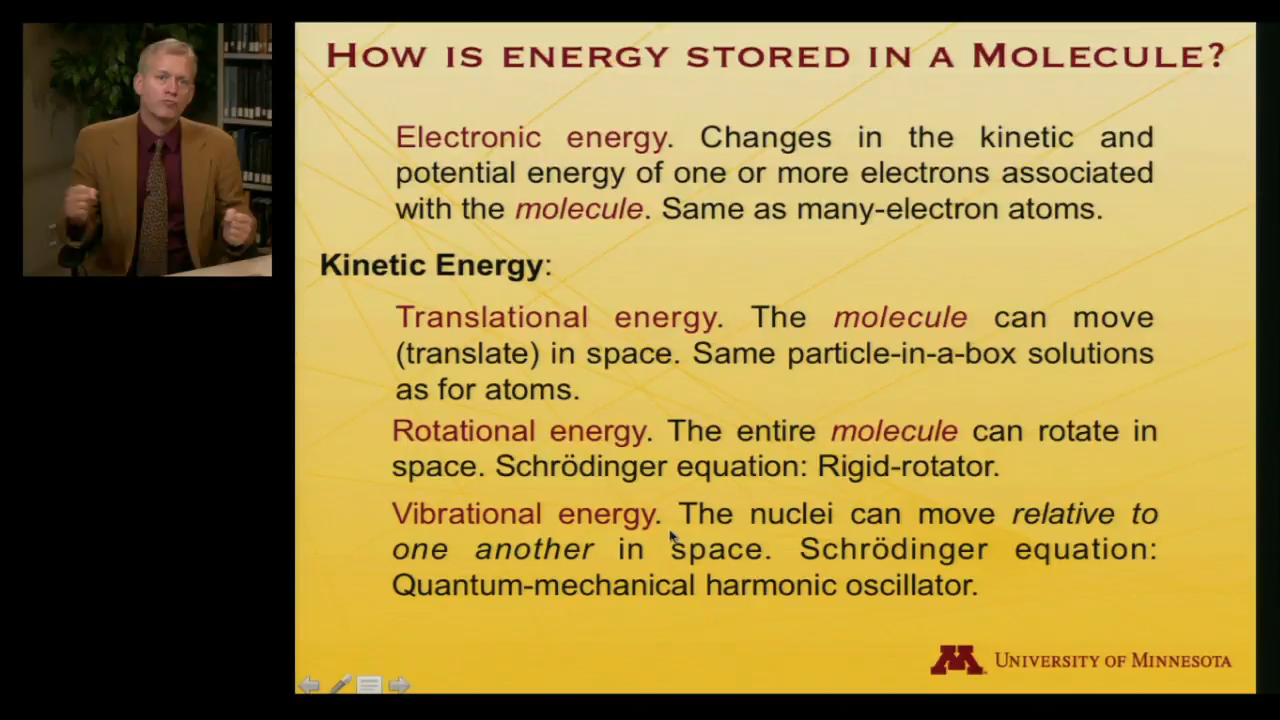 HOW IS ENERGY STORED IN A MOLECULE?
Electronic energy. Changes in the kinetic and
potential energy of one or more electrons associated
with the molecule. Same as many-electron atoms.
Kinetic Energy:
Translational energy. The molecule can move
(translate) in space. Same particle-in-a-box solutions
as for atoms.
Rotational energy. The entire molecule can rotate in
space. Schrödinger equation: Rigid-rotator.
Vibrational energy. The nuclei can move relative to
one another in space. Schrödinger equation:
Quantum-mechanical harmonic oscillator.
M UNIVERSITY OF MINNESOTA